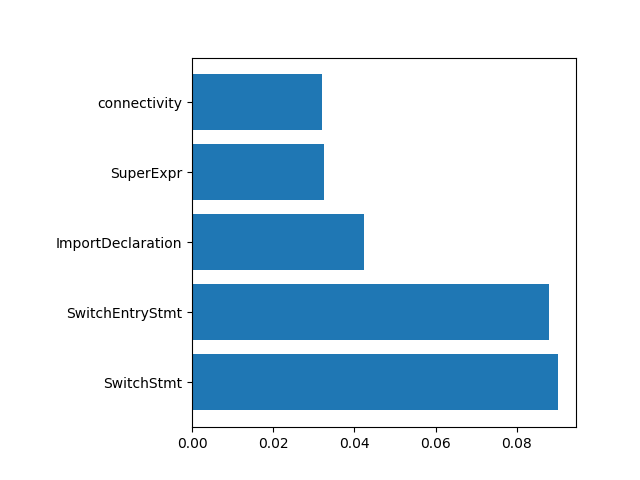 connectivity
SuperExpr
ImportDeclaration
SwitchEntryStmt
SwitchStmt
0.00 0.02 0.04 0.06 0.08